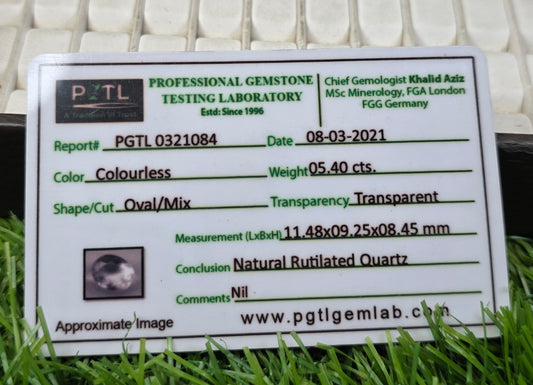 PGTL
A Tradition of Trust
PROFESSIONAL GEMSTONE
TESTING LABORATORY
Estd: Since 1996
Chief Gemologist Khalid Aziz
MSc Minerology, FGA London
FGG Germany
Report# PGTL 0321084 Date 08-03-2021
Color Colourless Weight 05.40 cts.
Shape/Cut Oval/Mix Transparency Transparent
Measurement (LxBxH) 11.48x09.25x08.45 mm
Conclusion Natural Rutilated Quartz
Comments Nil
Approximate Image www.pgtlgemlab.com